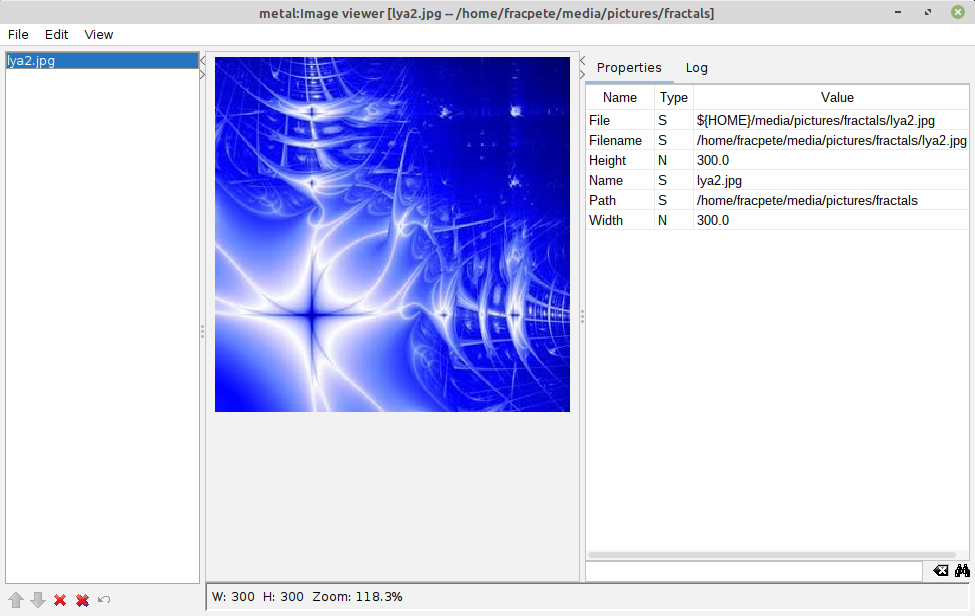 metal:Image viewer [lya2.jpg -- /home/fracpete/media/pictures/fractals]
File Edit View
lya2.jpg
Properties Log
Name Type Value
File S ${HOME}/media/pictures/fractals/lya2.jpg
Filename S /home/fracpete/media/pictures/fractals/lya2.jpg
Height N 300.0
Name S lya2.jpg
Path S /home/fracpete/media/pictures/fractals
Width N 300.0
W: 300 H: 300 Zoom: 118.3%